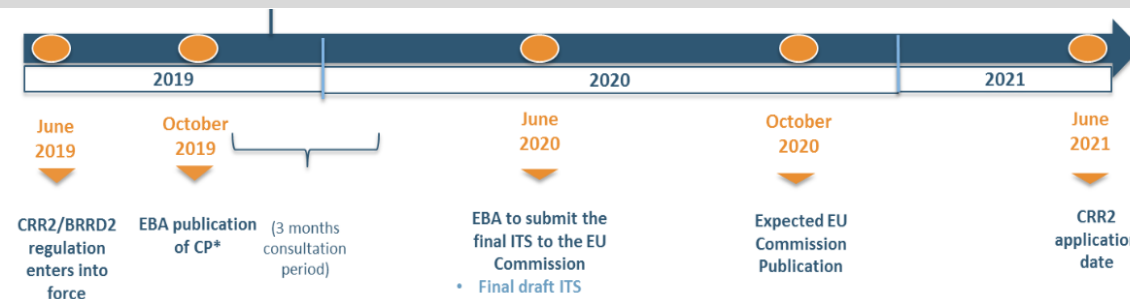 2019
2020
2021
June
2019
October
2019
June
2020
October
2020
June
2021
CRR2/BRRD2
regulation
enters into
force
EBA publication
of CP*
(3 months
consultation
period)
EBA to submit the
final ITS to the EU
Commission
• Final draft ITS
Expected EU
Commission
Publication
CRR2
application
date